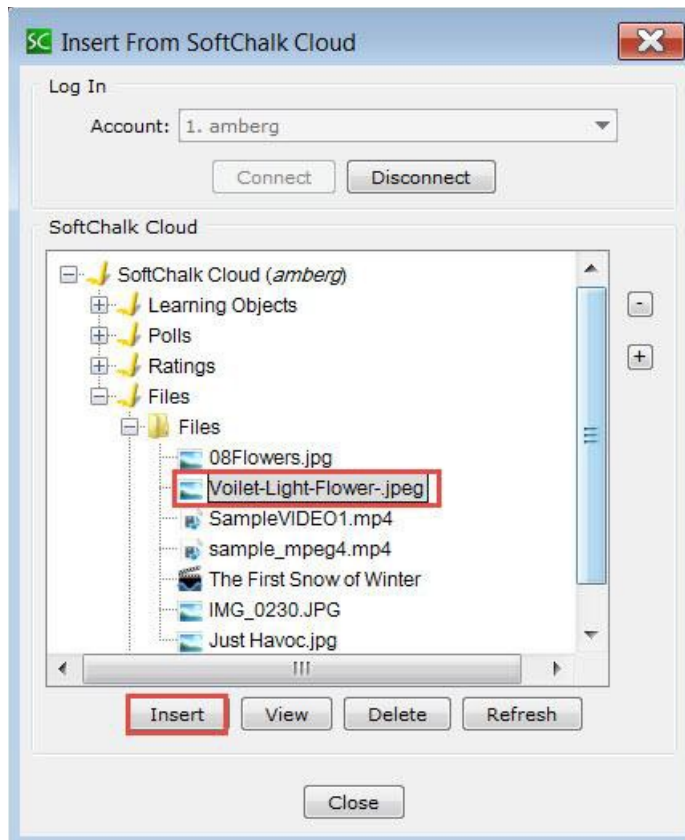 SC Insert From SoftChalk Cloud
Log In
Account: 1. amberg
Connect Disconnect
SoftChalk Cloud
SoftChalk Cloud (amberg)
Learning Objects
Polls
Ratings
Files
Files
08Flowers.jpg
Voilet-Light-Flower-.jpeg
SampleVIDEO1.mp4
sample_mpeg4.mp4
The First Snow of Winter
IMG_0230.JPG
Just Havoc.jpg
Insert View Delete Refresh
Close